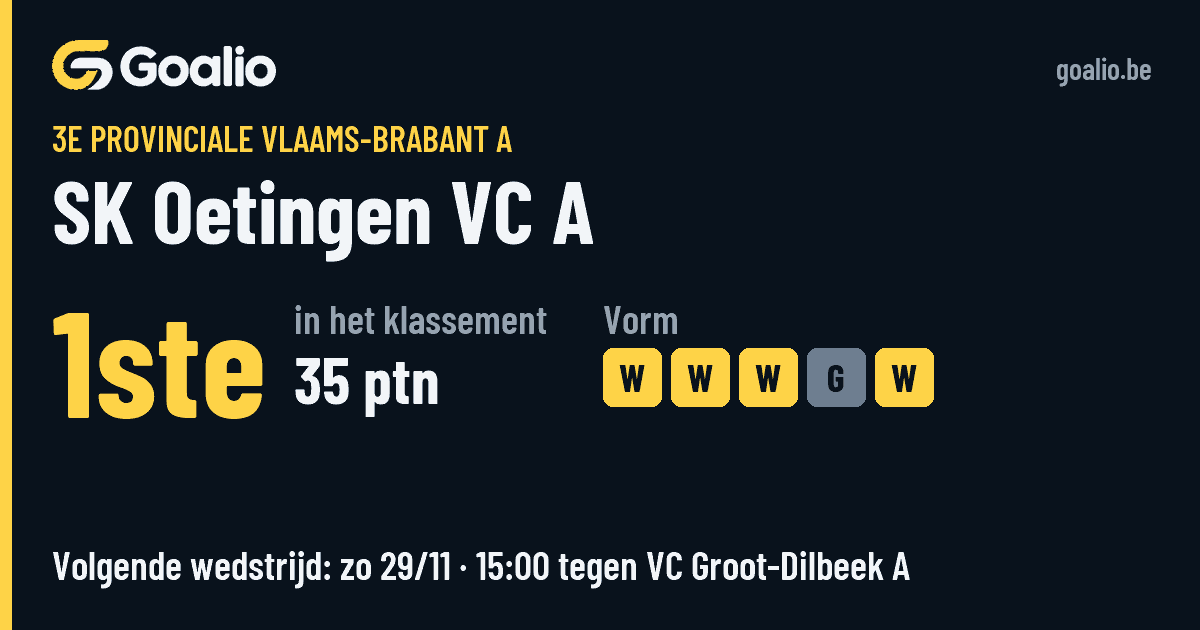 Goalio
goalio.be
3E PROVINCIALE VLAAMS-BRABANT A
SK Oetingen VC A
1ste
in het klassement
35 ptn
Vorm
W W W G W
Volgende wedstrijd: zo 29/11 · 15:00 tegen VC Groot-Dilbeek A